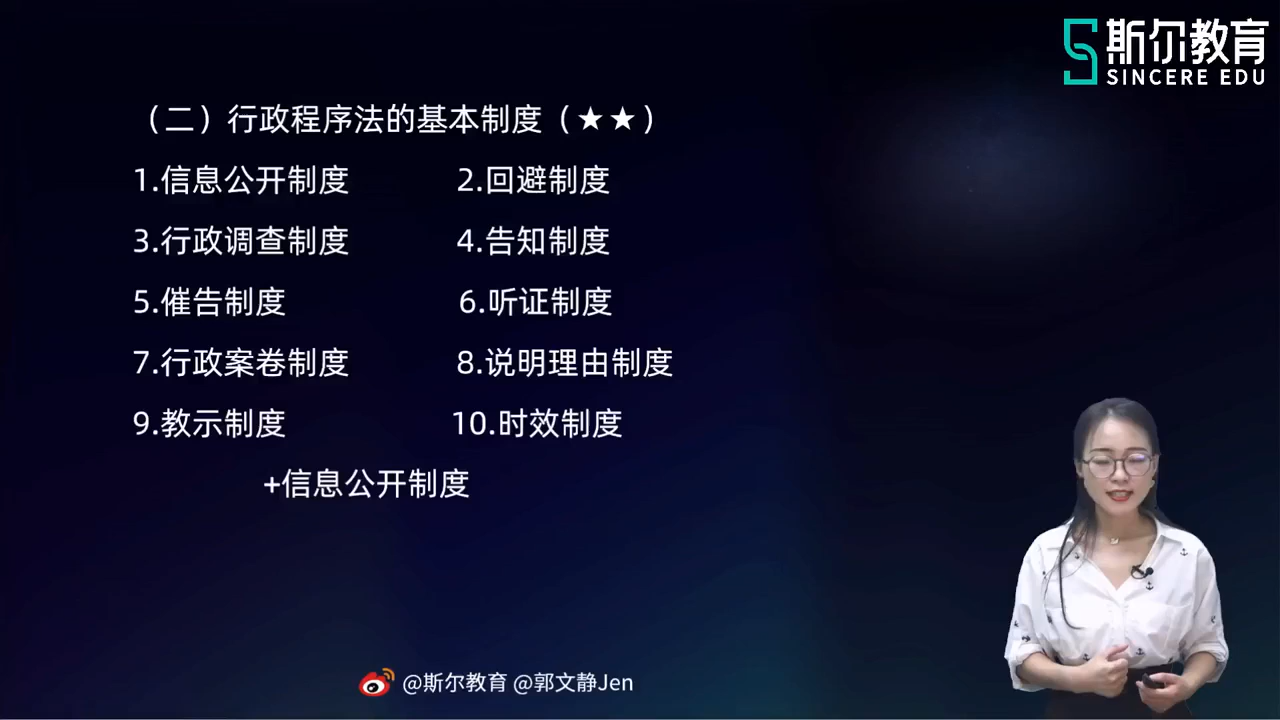 斯尔教育
SINCERE EDU
（二）行政程序法的基本制度（★★）
1.信息公开制度 2.回避制度
3.行政调查制度 4.告知制度
5.催告制度 6.听证制度
7.行政案卷制度 8.说明理由制度
9.教示制度 10.时效制度
+信息公开制度
@斯尔教育 @郭文静Jen